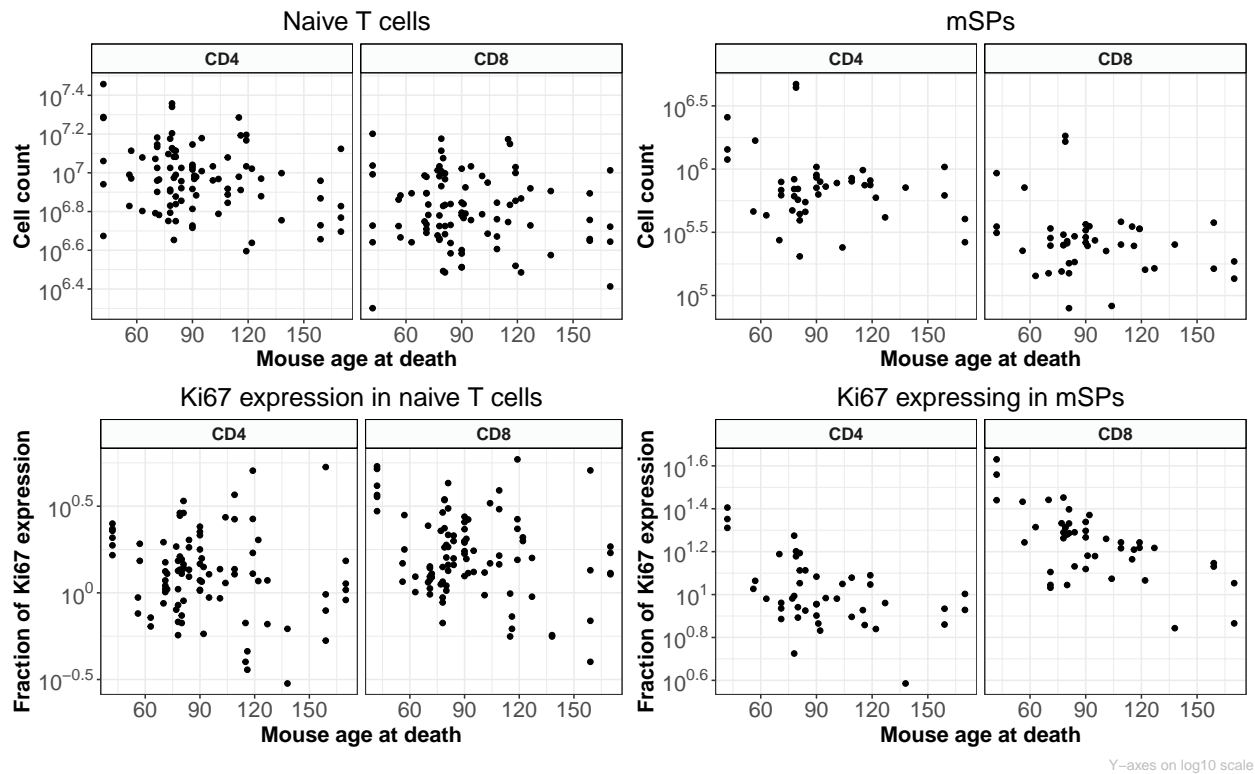 Naive T cells
mSPs
CD4 CD8
CD4 CD8
Cell count
10^7.4
10^7.2
10^7
10^6.8
10^6.6
10^6.4
60 90 120 150 60 90 120 150
Mouse age at death
Cell count
10^6.5
10^6
10^5.5
10^5
60 90 120 150 60 90 120 150
Mouse age at death
Ki67 expression in naive T cells
Ki67 expressing in mSPs
CD4 CD8
CD4 CD8
Fraction of Ki67 expression
10^0.5
10^0
10^−0.5
60 90 120 150 60 90 120 150
Mouse age at death
Fraction of Ki67 expression
10^1.6
10^1.4
10^1.2
10^1
10^0.8
10^0.6
60 90 120 150 60 90 120 150
Mouse age at death
Y−axes on log10 scale